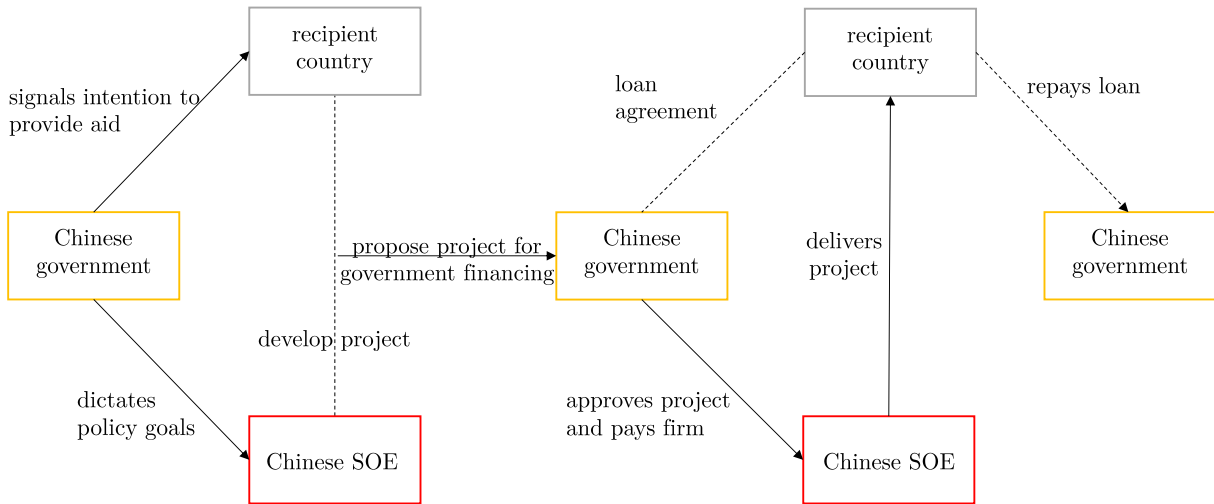 recipient
country
signals intention to
provide aid
Chinese
government
dictates
policy goals
develop project
Chinese SOE
propose project for
government financing
loan
agreement
recipient
country
Chinese
government
approves project
and pays firm
Chinese SOE
delivers
project
repays loan
Chinese
government